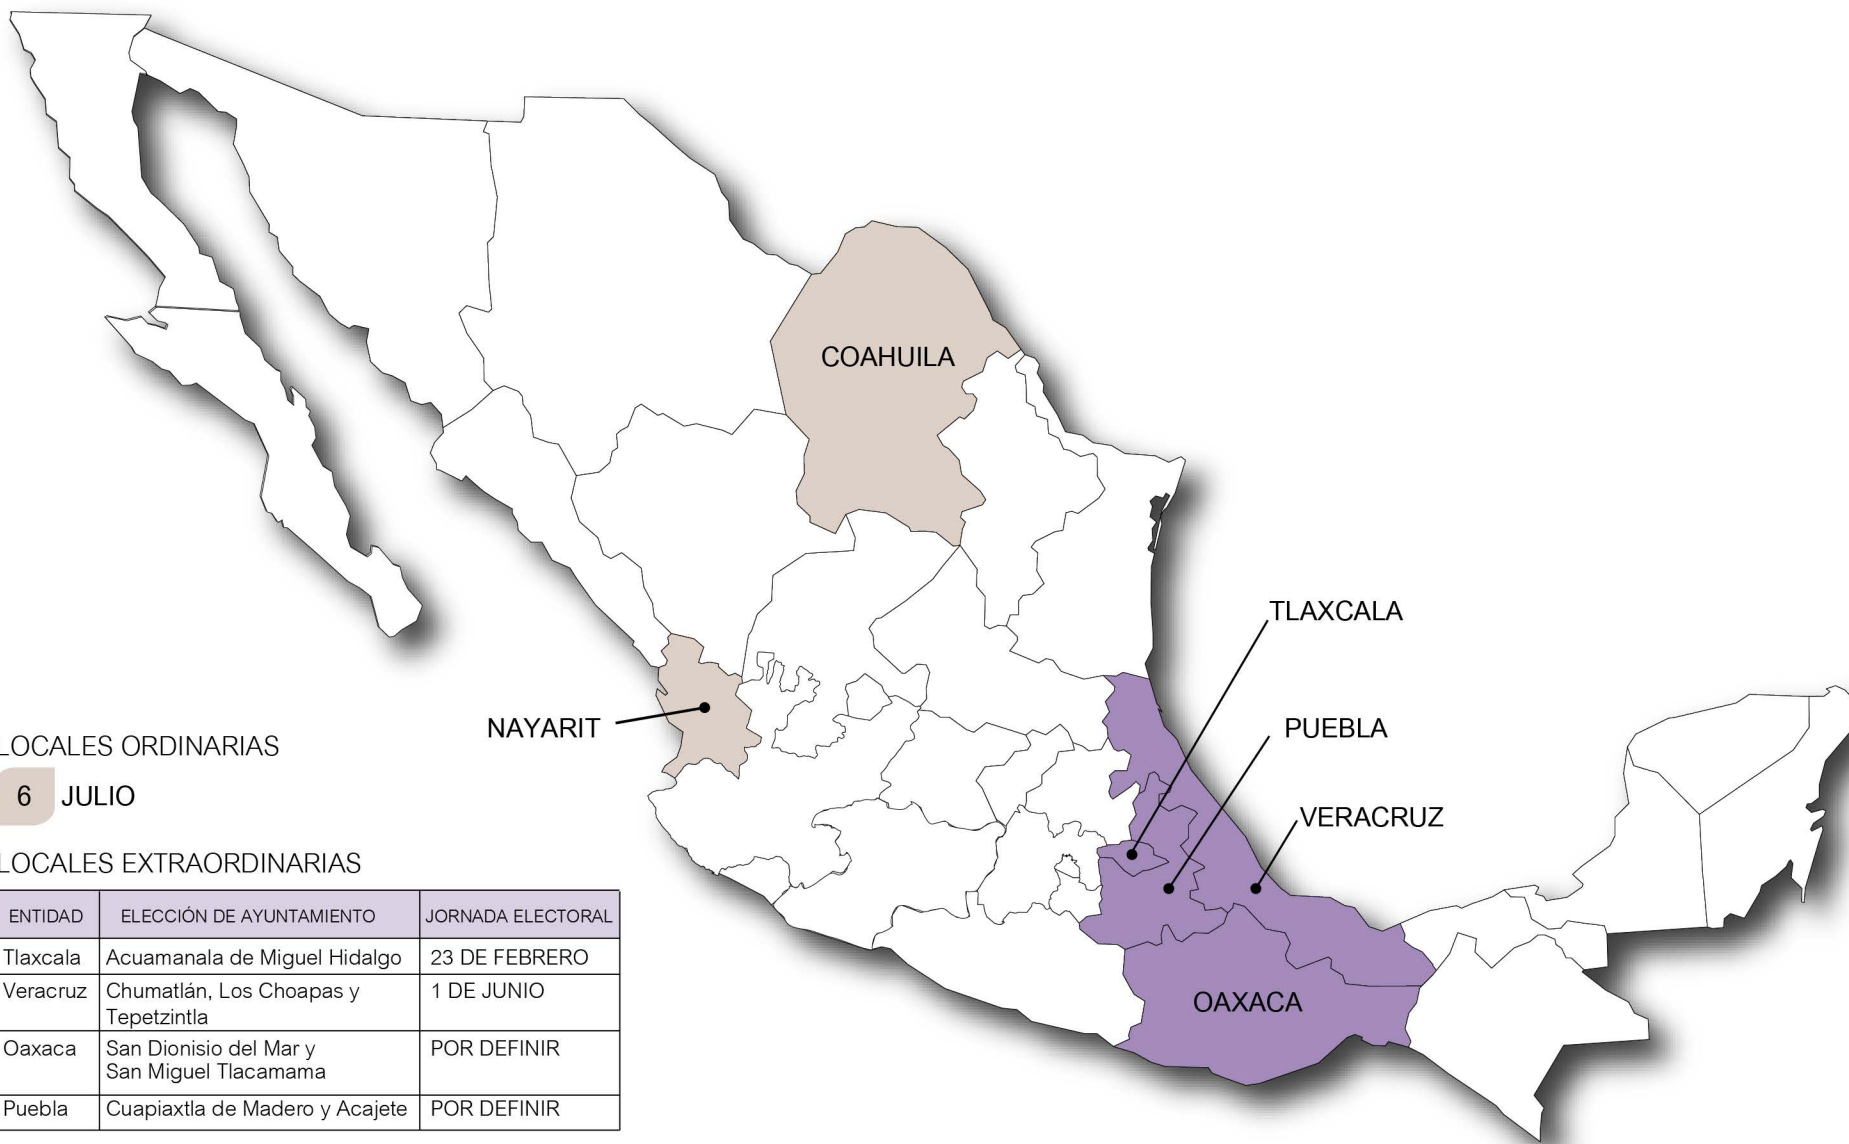 COAHUILA
TLAXCALA
NAYARIT
PUEBLA
LOCALES ORDINARIAS
6 JULIO
VERACRUZ
LOCALES EXTRAORDINARIAS
ENTIDAD ELECCIÓN DE AYUNTAMIENTO JORNADA ELECTORAL
Tlaxcala Acuamanala de Miguel Hidalgo 23 DE FEBRERO
Veracruz Chumatlán, Los Choapas y 1 DE JUNIO
Tepetzintla
OAXACA
Oaxaca San Dionisio del Mar y POR DEFINIR
San Miguel Tlacamama
Puebla Cuapiaxtla de Madero y Acajete POR DEFINIR